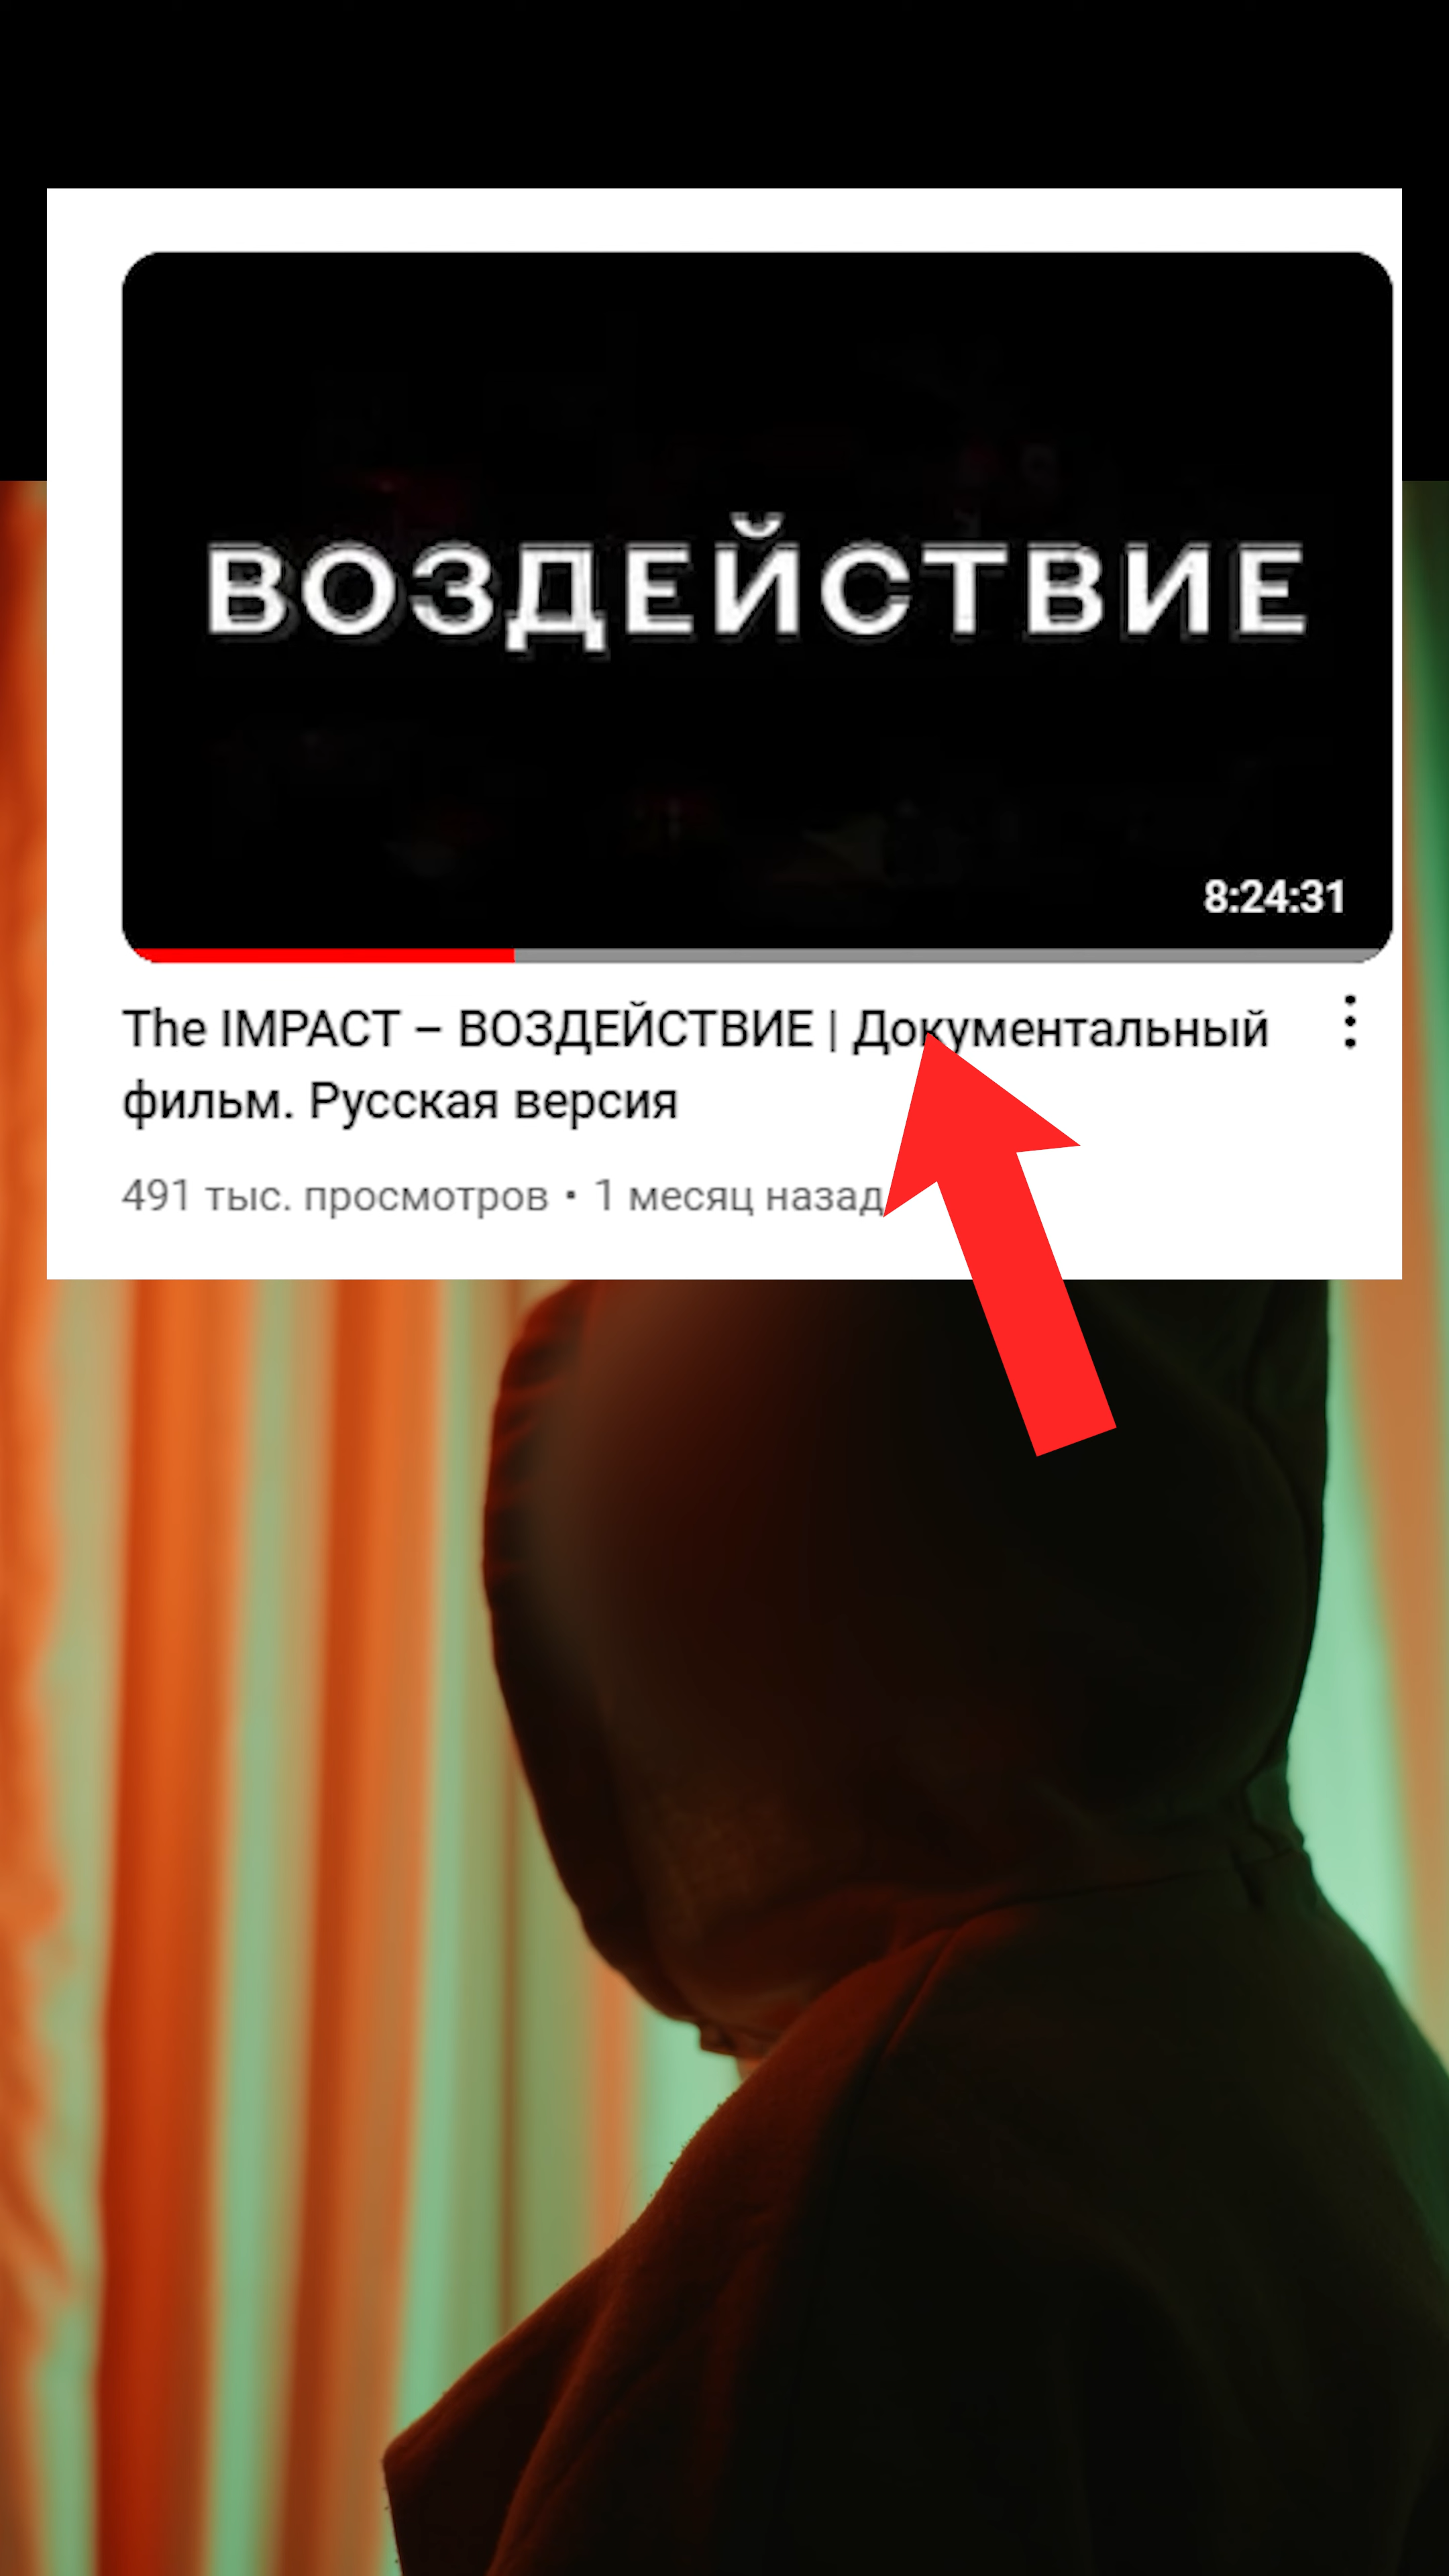 ВОЗДЕЙСТВИЕ
8:24:31
The IMPACT – ВОЗДЕЙСТВИЕ | Документальный
фильм. Русская версия
491 тыс. просмотров • 1 месяц назад